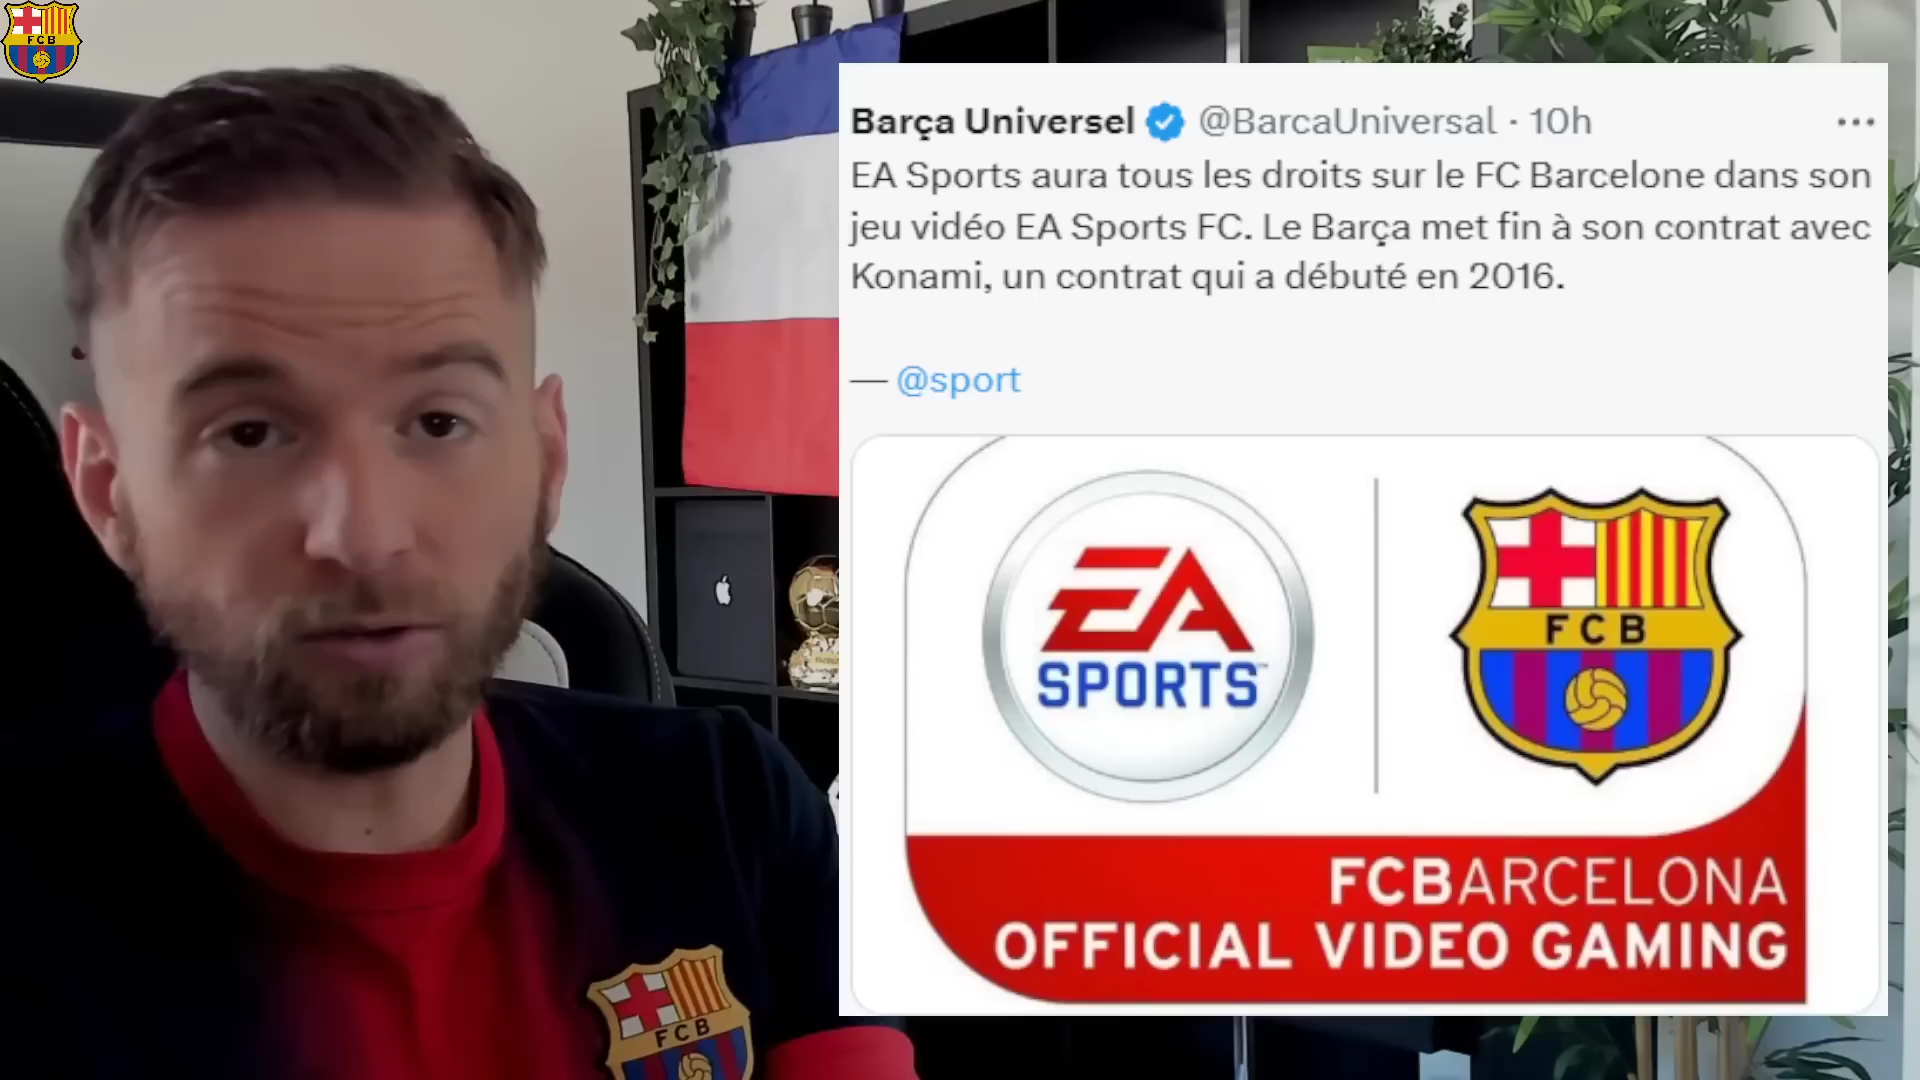 FCB
Barça Universel @BarcaUniversal · 10h
EA Sports aura tous les droits sur le FC Barcelone dans son
jeu vidéo EA Sports FC. Le Barça met fin à son contrat avec
Konami, un contrat qui a débuté en 2016.
— @sport
EA
SPORTS™
FCB
FCBARCELONA
OFFICIAL VIDEO GAMING
FCB